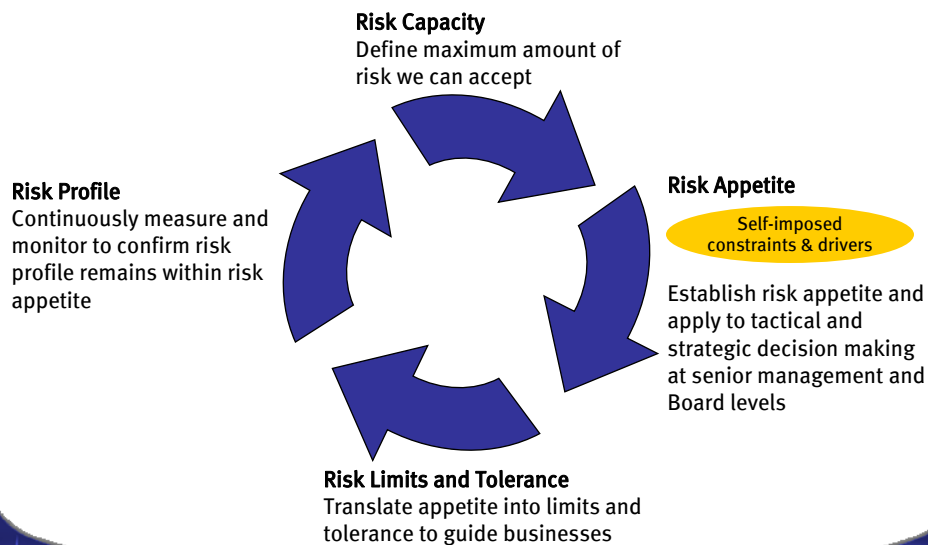 Risk Capacity
Define maximum amount of
risk we can accept
Risk Appetite
Self-imposed
constraints & drivers
Establish risk appetite and
apply to tactical and
strategic decision making
at senior management and
Board levels
Risk Limits and Tolerance
Translate appetite into limits and
tolerance to guide businesses
Risk Profile
Continuously measure and
monitor to confirm risk
profile remains within risk
appetite